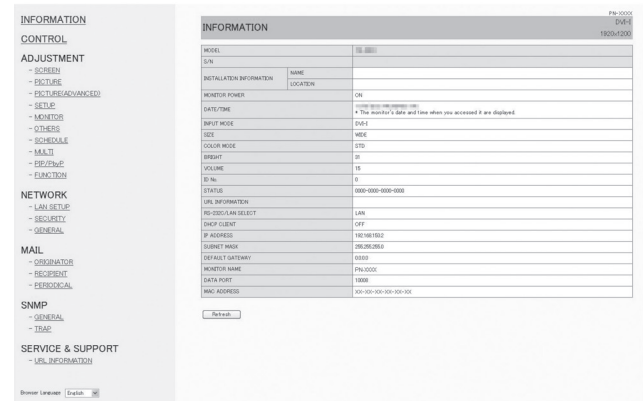 INFORMATION
CONTROL
ADJUSTMENT
- SCREEN
- PICTURE
- PICTURE(ADVANCED)
- SETUP
- MONITOR
- OTHERS
- SCHEDULE
- MULTI
- PIP/PbyP
- FUNCTION
NETWORK
- LAN SETUP
- SECURITY
- GENERAL
MAIL
- ORIGINATOR
- RECIPIENT
- PERIODICAL
SNMP
- GENERAL
- TRAP
SERVICE & SUPPORT
- URL INFORMATION
Browser Language English
PN-XXXX
INFORMATION DVI-I
1920x1200
MODEL
S/N
INSTALLATION INFORMATION NAME
LOCATION
MONITOR POWER ON
DATE/TIME * The monitor's date and time when you accessed it are displayed
INPUT MODE DVI-I
SIZE WIDE
COLOR MODE STD
BRIGHT 31
VOLUME 15
ID No. 0
STATUS 0000-0000-0000-0000
URL INFORMATION
RS-232C/LAN SELECT LAN
DHCP CLIENT OFF
IP ADDRESS 192.168.150.2
SUBNET MASK 255.255.255.0
DEFAULT GATEWAY 0.0.0.0
MONITOR NAME PN-XXXX
DATA PORT 10008
MAC ADDRESS XX-XX-XX-XX-XX-XX
Refresh